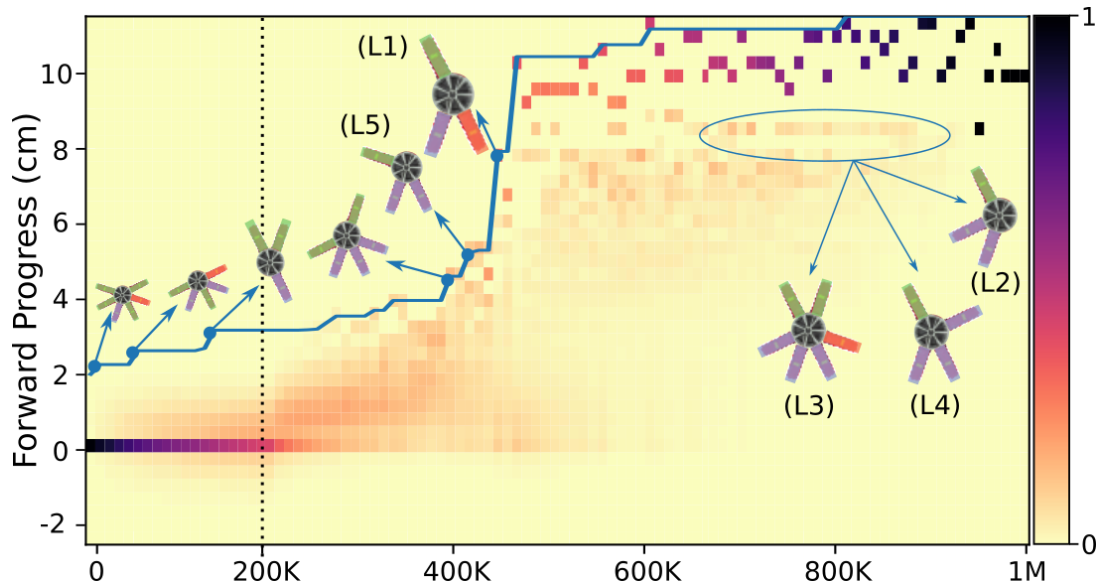 Forward Progress (cm)
10
8
6
4
2
0
-2
0
200K
400K
600K
800K
1M
(L1)
(L5)
(L2)
(L3)
(L4)
1
0